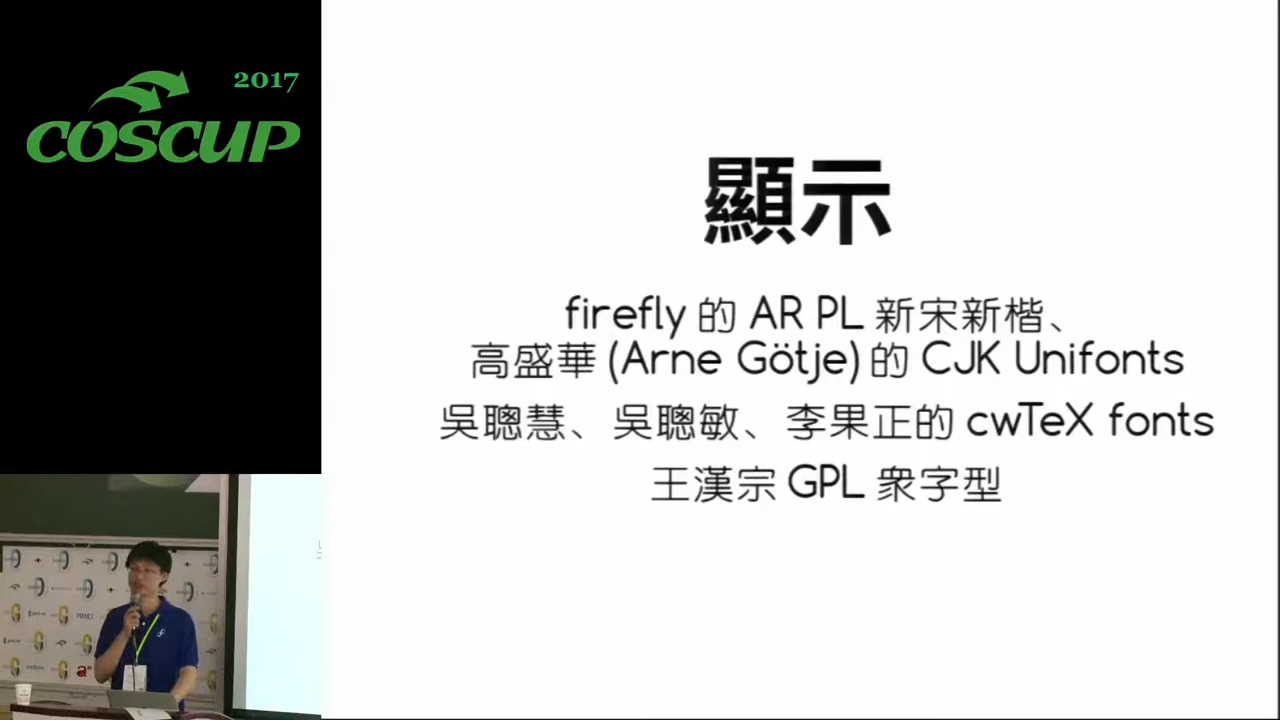 2017
COSCUP
顯示
firefly 的 AR PL 新宋新楷、
高盛華 (Arne Götje) 的 CJK Unifonts
吳聰慧、吳聰敏、李果正的 cwTeX fonts
王漢宗 GPL 衆字型